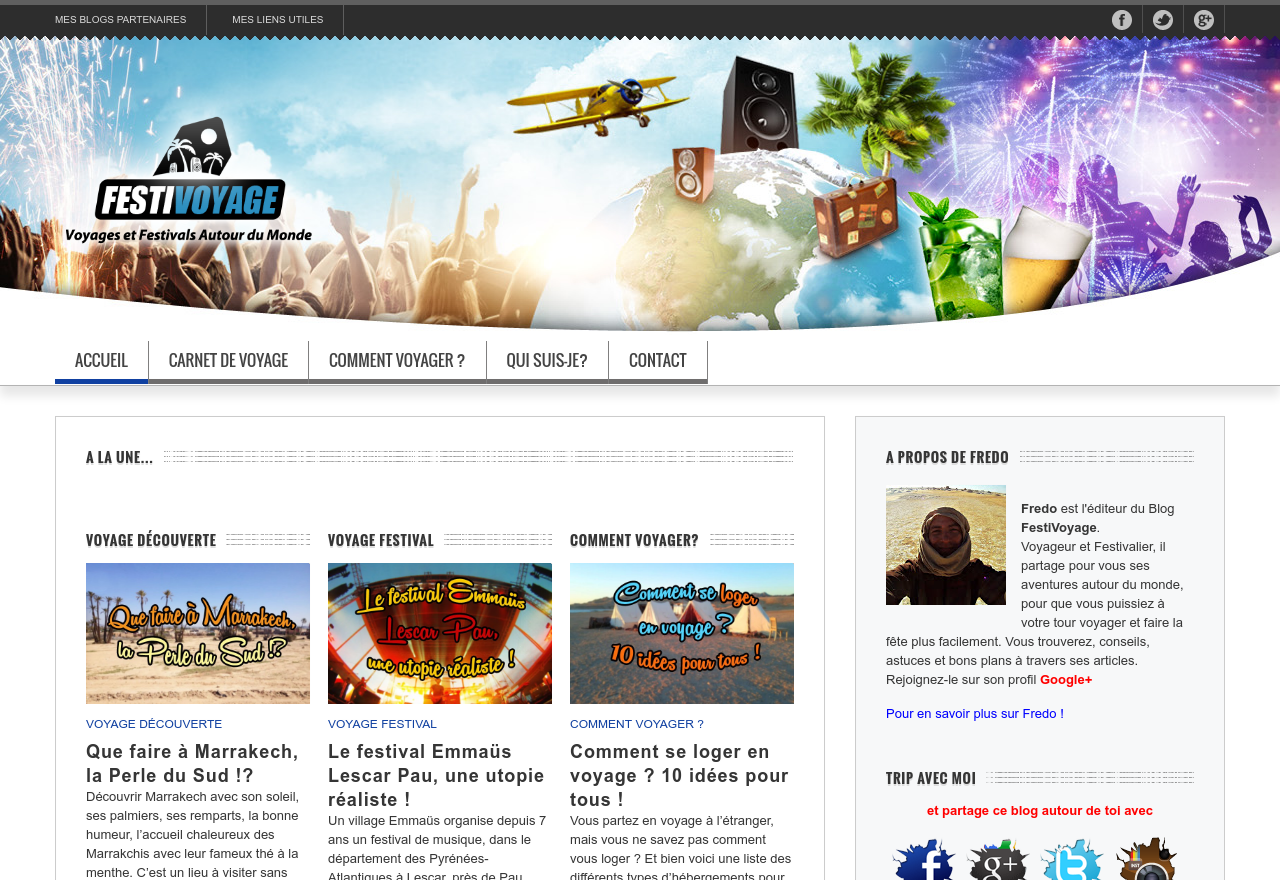 MES BLOGS PARTENAIRES
MES LIENS UTILES
FESTIVOYAGE
Voyages et Festivals Autour du Monde
ACCUEIL
CARNET DE VOYAGE
COMMENT VOYAGER ?
QUI SUIS-JE?
CONTACT
A LA UNE...
VOYAGE DÉCOUVERTE
Que faire à Marrakech,
la Perle du Sud !?
VOYAGE DÉCOUVERTE
Que faire à Marrakech,
la Perle du Sud !?
Découvrir Marrakech avec son soleil,
ses palmiers, ses remparts, la bonne
humeur, l’accueil chaleureux des
Marrakchis avec leur fameux thé à la
menthe. C’est un lieu à visiter sans
VOYAGE FESTIVAL
Le festival Emmaüs
Lescar Pau,
une utopie réaliste !
VOYAGE FESTIVAL
Le festival Emmaüs
Lescar Pau, une utopie
réaliste !
Un village Emmaüs organise depuis 7
ans un festival de musique, dans le
département des Pyrénées-
Atlantiques à Lescar, près de Pau.
COMMENT VOYAGER?
Comment se loger
en voyage ?
10 idées pour tous !
COMMENT VOYAGER ?
Comment se loger en
voyage ? 10 idées pour
tous !
Vous partez en voyage à l’étranger,
mais vous ne savez pas comment
vous loger ? Et bien voici une liste des
différents types d’hébergements pour
A PROPOS DE FREDO
Fredo est l'éditeur du Blog
FestiVoyage.
Voyageur et Festivalier, il
partage pour vous ses
aventures autour du monde,
pour que vous puissiez à
votre tour voyager et faire la
fête plus facilement. Vous trouverez, conseils,
astuces et bons plans à travers ses articles.
Rejoignez-le sur son profil Google+
Pour en savoir plus sur Fredo !
TRIP AVEC MOI
et partage ce blog autour de toi avec